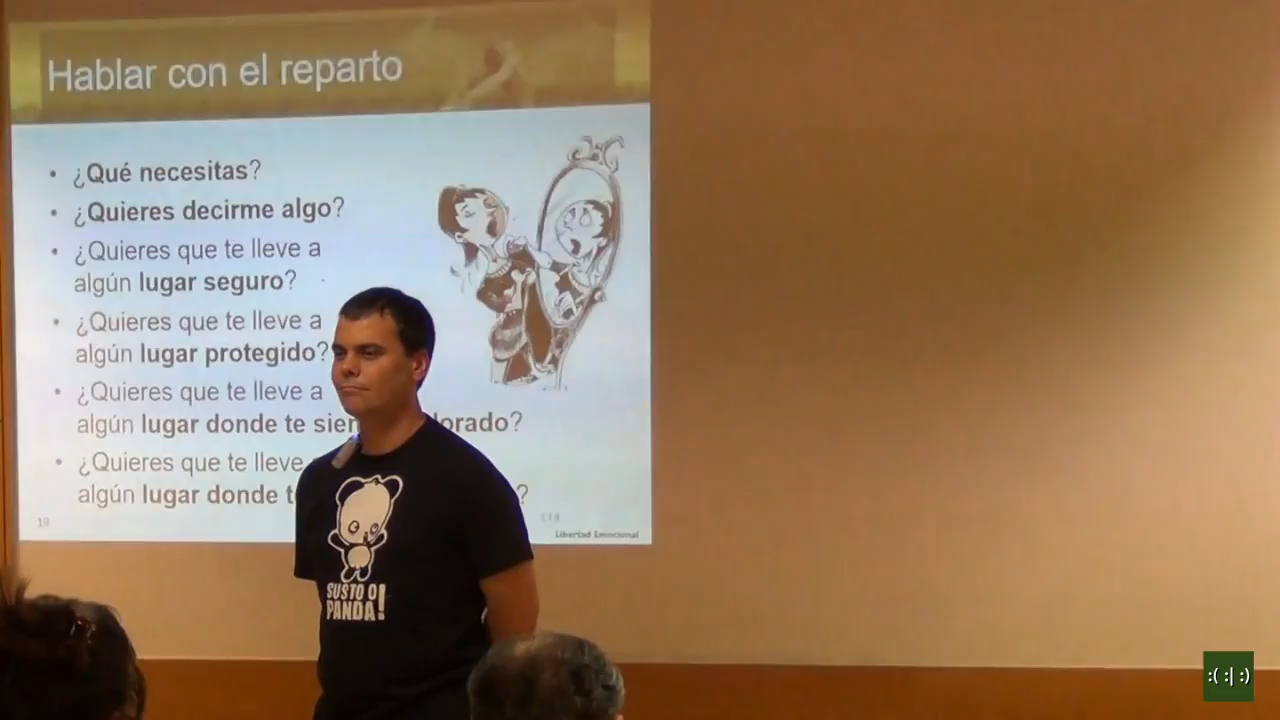 Hablar con el reparto
• ¿Qué necesitas?
• ¿Quieres decirme algo?
• ¿Quieres que te lleve a
algún lugar seguro?
• ¿Quieres que te lleve a
algún lugar protegido?
• ¿Quieres que te lleve a
algún lugar donde te
• ¿Quieres que te lleve
algún lugar donde ?
19
Libertad Emocional
SUSTO O
PANDA!
:( :| :)